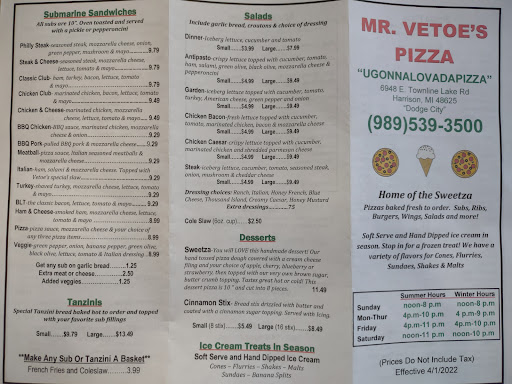 Submarine Sandwiches
All subs are 10". Oven toasted and served
with a pickle or pepperoncini
Philly Steak-seasoned steak, mozzarella cheese, onion,
green pepper, mushroom & mayo.......9.79
Steak & Cheese-seasoned steak, mozzarella cheese,
lettuce, tomato & mayo.......9.79
Classic Club- ham, turkey, bacon, lettuce, tomato
& mayo.......9.49
Chicken Club-marinated chicken, bacon, lettuce, tomato
& mayo.......9.49
Chicken & Cheese-marinated chicken, mozzarella
cheese, lettuce, tomato & mayo.......9.49
BBQ Chicken-BBQ sauce, marinated chicken, mozzarella
cheese & onion.......9.29
BBQ Pork-pulled BBQ pork & mozzarella cheese.......9.29
Meatball-pizza sauce, Italian seasoned meatballs &
mozzarella cheese.......9.29
Italian-ham, salami & mozzarella cheese. Topped with
Vetoe's special sauce.......9.29
Turkey-shaved turkey, mozzarella cheese, lettuce, tomato
& mayo.......9.29
BLT-the classic bacon, lettuce, tomato & mayo.......9.29
Ham & Cheese-smoked ham, mozzarella cheese, lettuce,
tomato & mayo.......9.29
Pizza-pizza sauce, mozzarella cheese & your choice of
any three pizza items.......8.99
Veggie-green pepper, onion, banana pepper, green olive,
black olive, lettuce, tomato & Italian dressing..8.99
Get any sub on garlic bread.......1.25
Extra meat or cheese.......2.50
Added veggies.......1.25
Tanzinis
Special Tanzini bread baked hot to order and topped
with your favorite sub fillings
Small.......$9.79 Large.......$13.49
**Make Any Sub Or Tanzini A Basket**
French Fries and Coleslaw.......3.99
Salads
Include garlic bread, croutons & choice of dressing
Dinner-Iceberg lettuce, cucumber and tomato
Small......$3.99 Large......$7.99
Antipasto-crispy lettuce topped with cucumber, tomato,
ham, salami, green olive, black olive, mozzarella cheese &
pepperoncini
Small......$4.99 Large......$9.49
Garden-iceberg lettuce topped with cucumber, tomato
turkey, American cheese, green pepper and onion
Small......$4.99 Large......$9.49
Chicken Bacon-fresh lettuce topped with cucumber,
tomato, marinated chicken, bacon & mozzarella cheese
Small......$4.99 Large......$9.49
Chicken Caesar-crispy lettuce topped with cucumber,
marinated chicken and shredded parmesan cheese
Small......$4.99 Large......$9.49
Steak-iceberg lettuce, cucumber, tomato, seasoned steak,
onion, mushroom & cheddar cheese
Small......$4.99 Large......$9.49
Dressing choices: Ranch, Italian, Honey French, Blue
Cheese, Thousand Island, Creamy Caesar, Honey Mustard
Extra dressings..........75
Cole Slaw (6oz. cup)....$2.50
Desserts
Sweetza-You will LOVE this handmade dessert! Our
hand tossed pizza dough covered with a cream cheese
filling and your choice of apple, cherry, blueberry or
strawberry, then topped with our very own brown sugar,
butter crumb topping. Tastes great hot or cold! This
dessert pizza is 10" and cut into 8 pieces.
11.49
Cinnamon Stix- Bread stix drizzled with butter and
coated with a cinnamon sugar topping. Served with icing.
Small (8 stix)......$5.49 Large (16 stix)......$8.49
Ice Cream Treats In Season
Soft Serve and Hand Dipped Ice Cream
Cones – Flurries – Shakes – Malts
Sundaes – Banana Splits
MR. VETOE'S
PIZZA
"UGONNALOVADAPIZZA"
6948 E. Townline Lake Rd
Harrison, MI 48625
"Dodge City"
(989)539-3500
Home of the Sweetza
Pizzas baked fresh to order. Subs, Ribs,
Burgers, Wings, Salads and more!
Soft Serve and Hand Dipped ice cream in
season. Stop in for a frozen treat! We have a
variety of flavors for Cones, Flurries,
Sundaes, Shakes & Malts
Summer Hours Winter Hours
Sunday noon-8 p.m noon-8 p.m
Mon-Thur 4p.m-10 p.m 4 p.m-9 p.m
Friday 4p.m-11 p.m 4p.m-10 p.m
Saturday noon-11 p.m noon-10 p.m
(Prices Do Not Include Tax)
Effective 4/1/2022